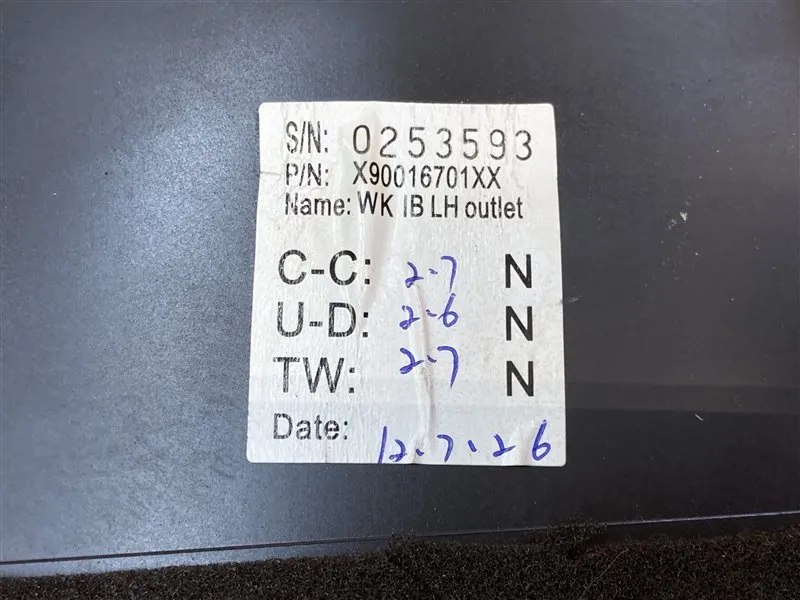 S/N: 0253593
P/N: X90016701XX
Name: WK IB LH outlet
C-C: 2.7 N
U-D: 2.6 N
TW: 2.7 N
Date: 12.7.26